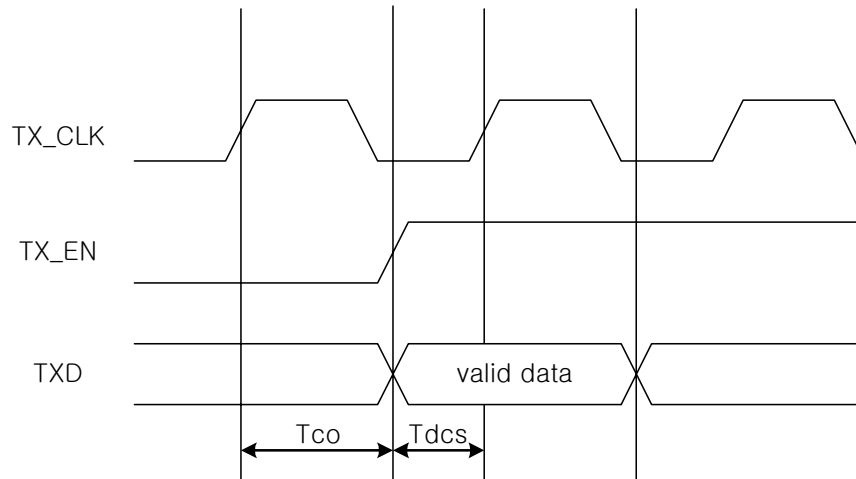 TX_CLK
TX_EN
TXD
valid data
Tco
Tdcs